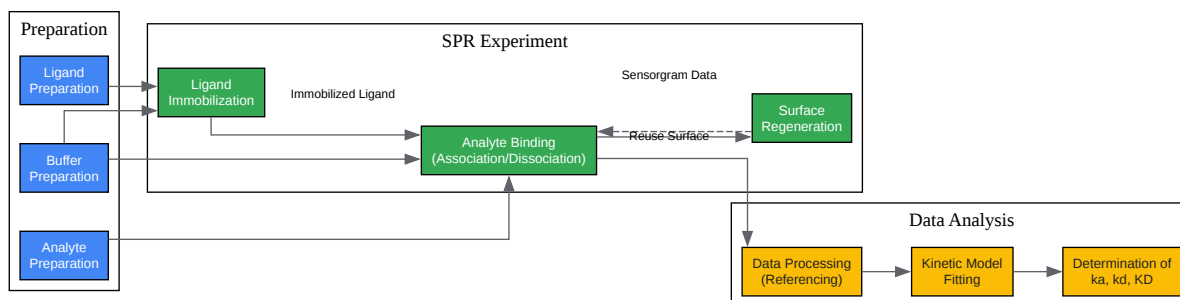 Preparation
Ligand
Preparation
Buffer
Preparation
Analyte
Preparation
SPR Experiment
Ligand
Immobilization
Immobilized Ligand
Analyte Binding
(Association/Dissociation)
Sensorgram Data
Reuse Surface
Surface
Regeneration
Data Analysis
Data Processing
(Referencing)
Kinetic Model
Fitting
Determination of
ka, kd, KD